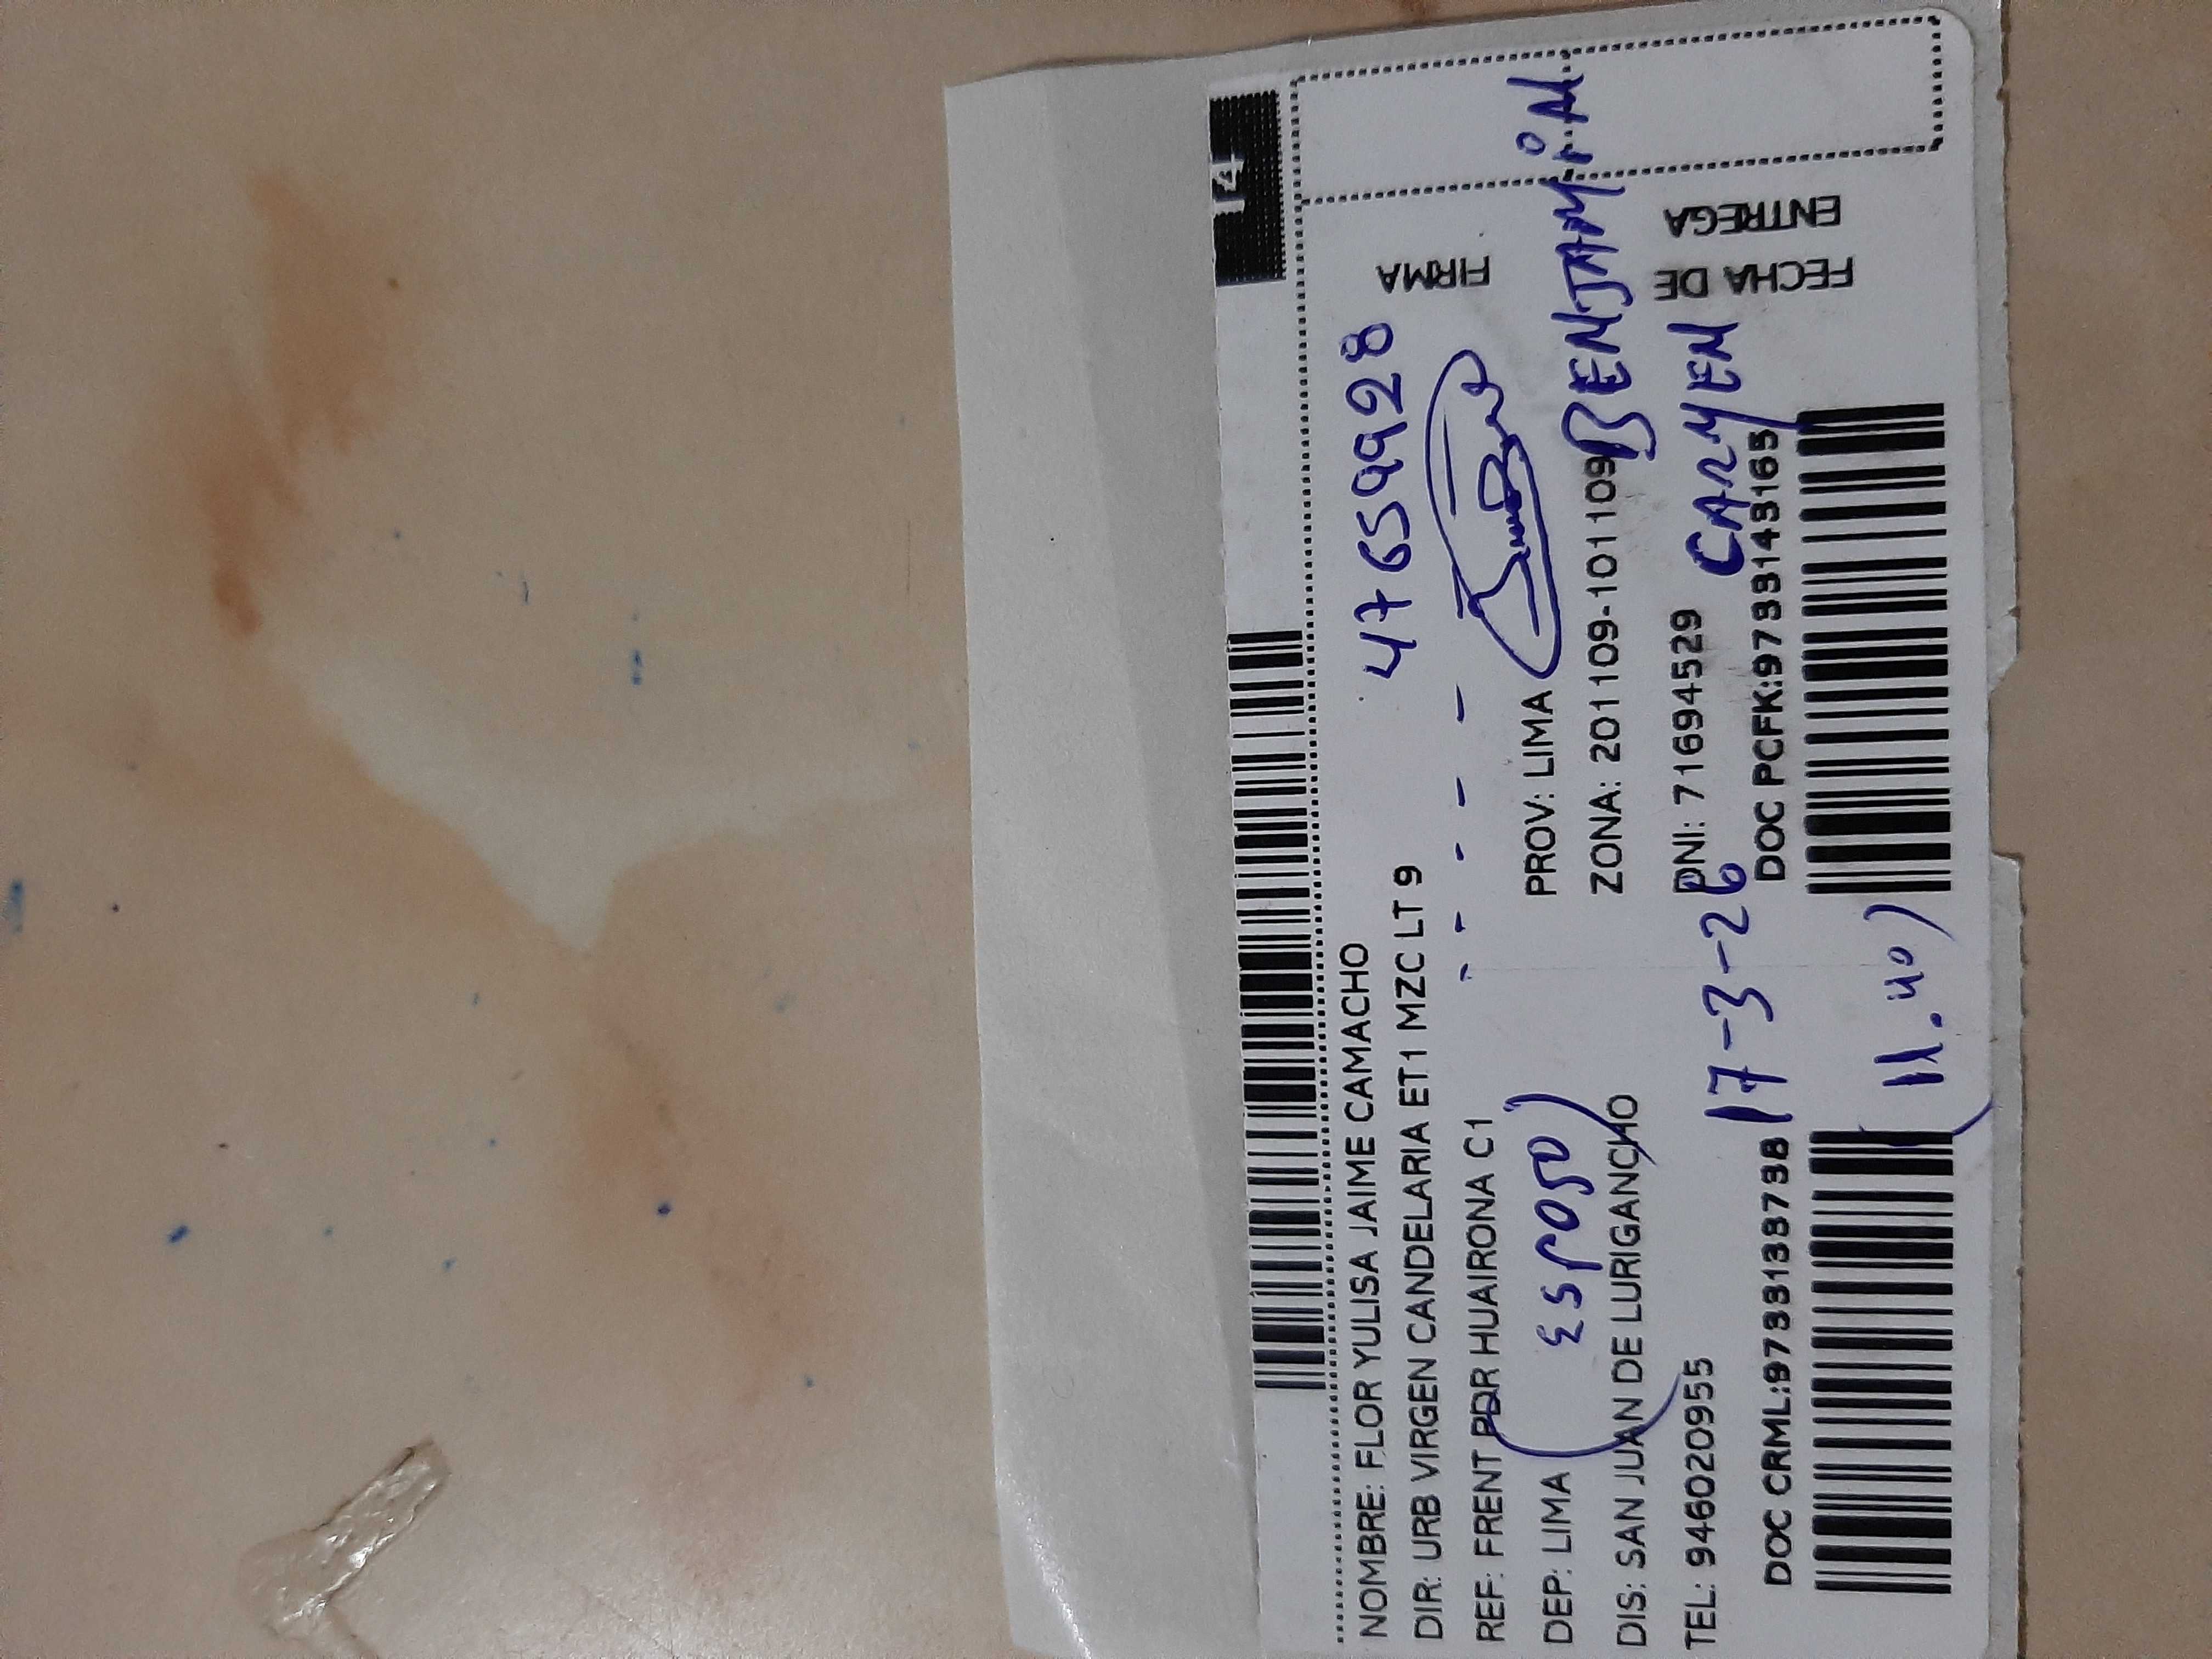 14
NOMBRE: FLOR YULISA JAIME CAMACHO
47659928
DIR: URB VIRGEN CANDELARIA ET1 MZC LT 9
FIRMA
REF: FRENT PDR HUAIRONA C1
DEP: LIMA
(ESPOSO)
PROV: LIMA
BENJAMIN
DIS: SAN JUAN DE LURIGANCHO
ZONA: 201109-101109
CARMEN
TEL: 946020955
17-3-26
DNI: 71694529
FECHA DE
ENTREGA
DOC CRML:9733138738
DOC PCFK:9733143165
(11.40)